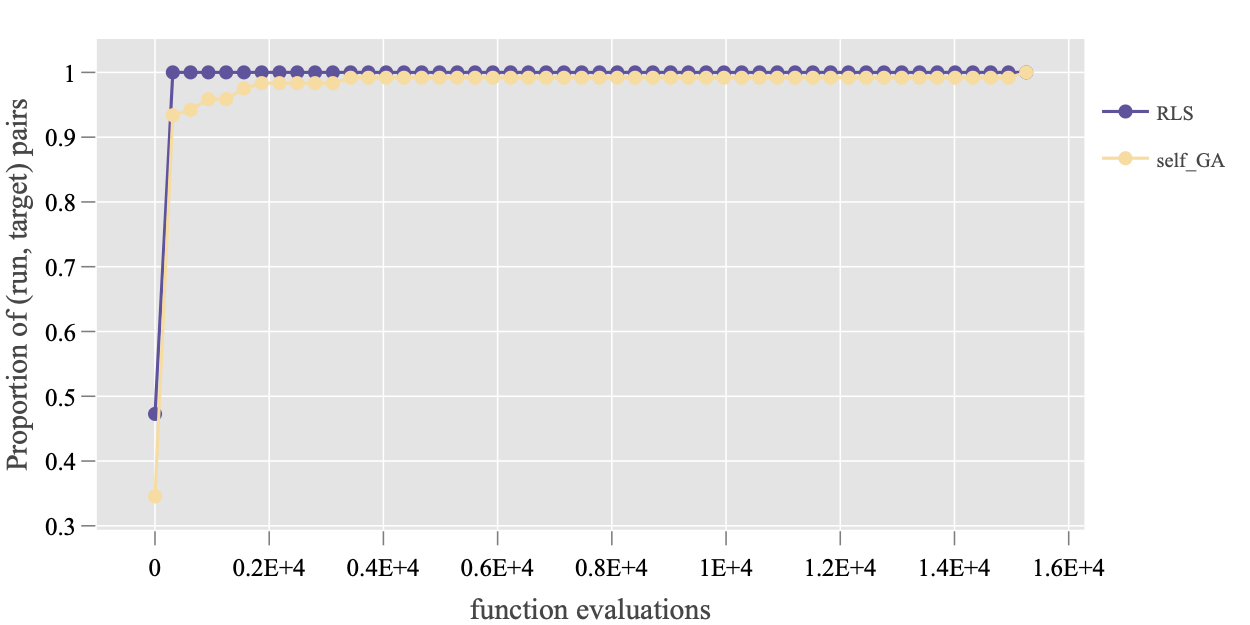 Proportion of (run, target) pairs
1
0.9
0.8
0.7
0.6
0.5
0.4
0.3
0 0.2E+4 0.4E+4 0.6E+4 0.8E+4 1E+4 1.2E+4 1.4E+4 1.6E+4
function evaluations
RLS
self_GA